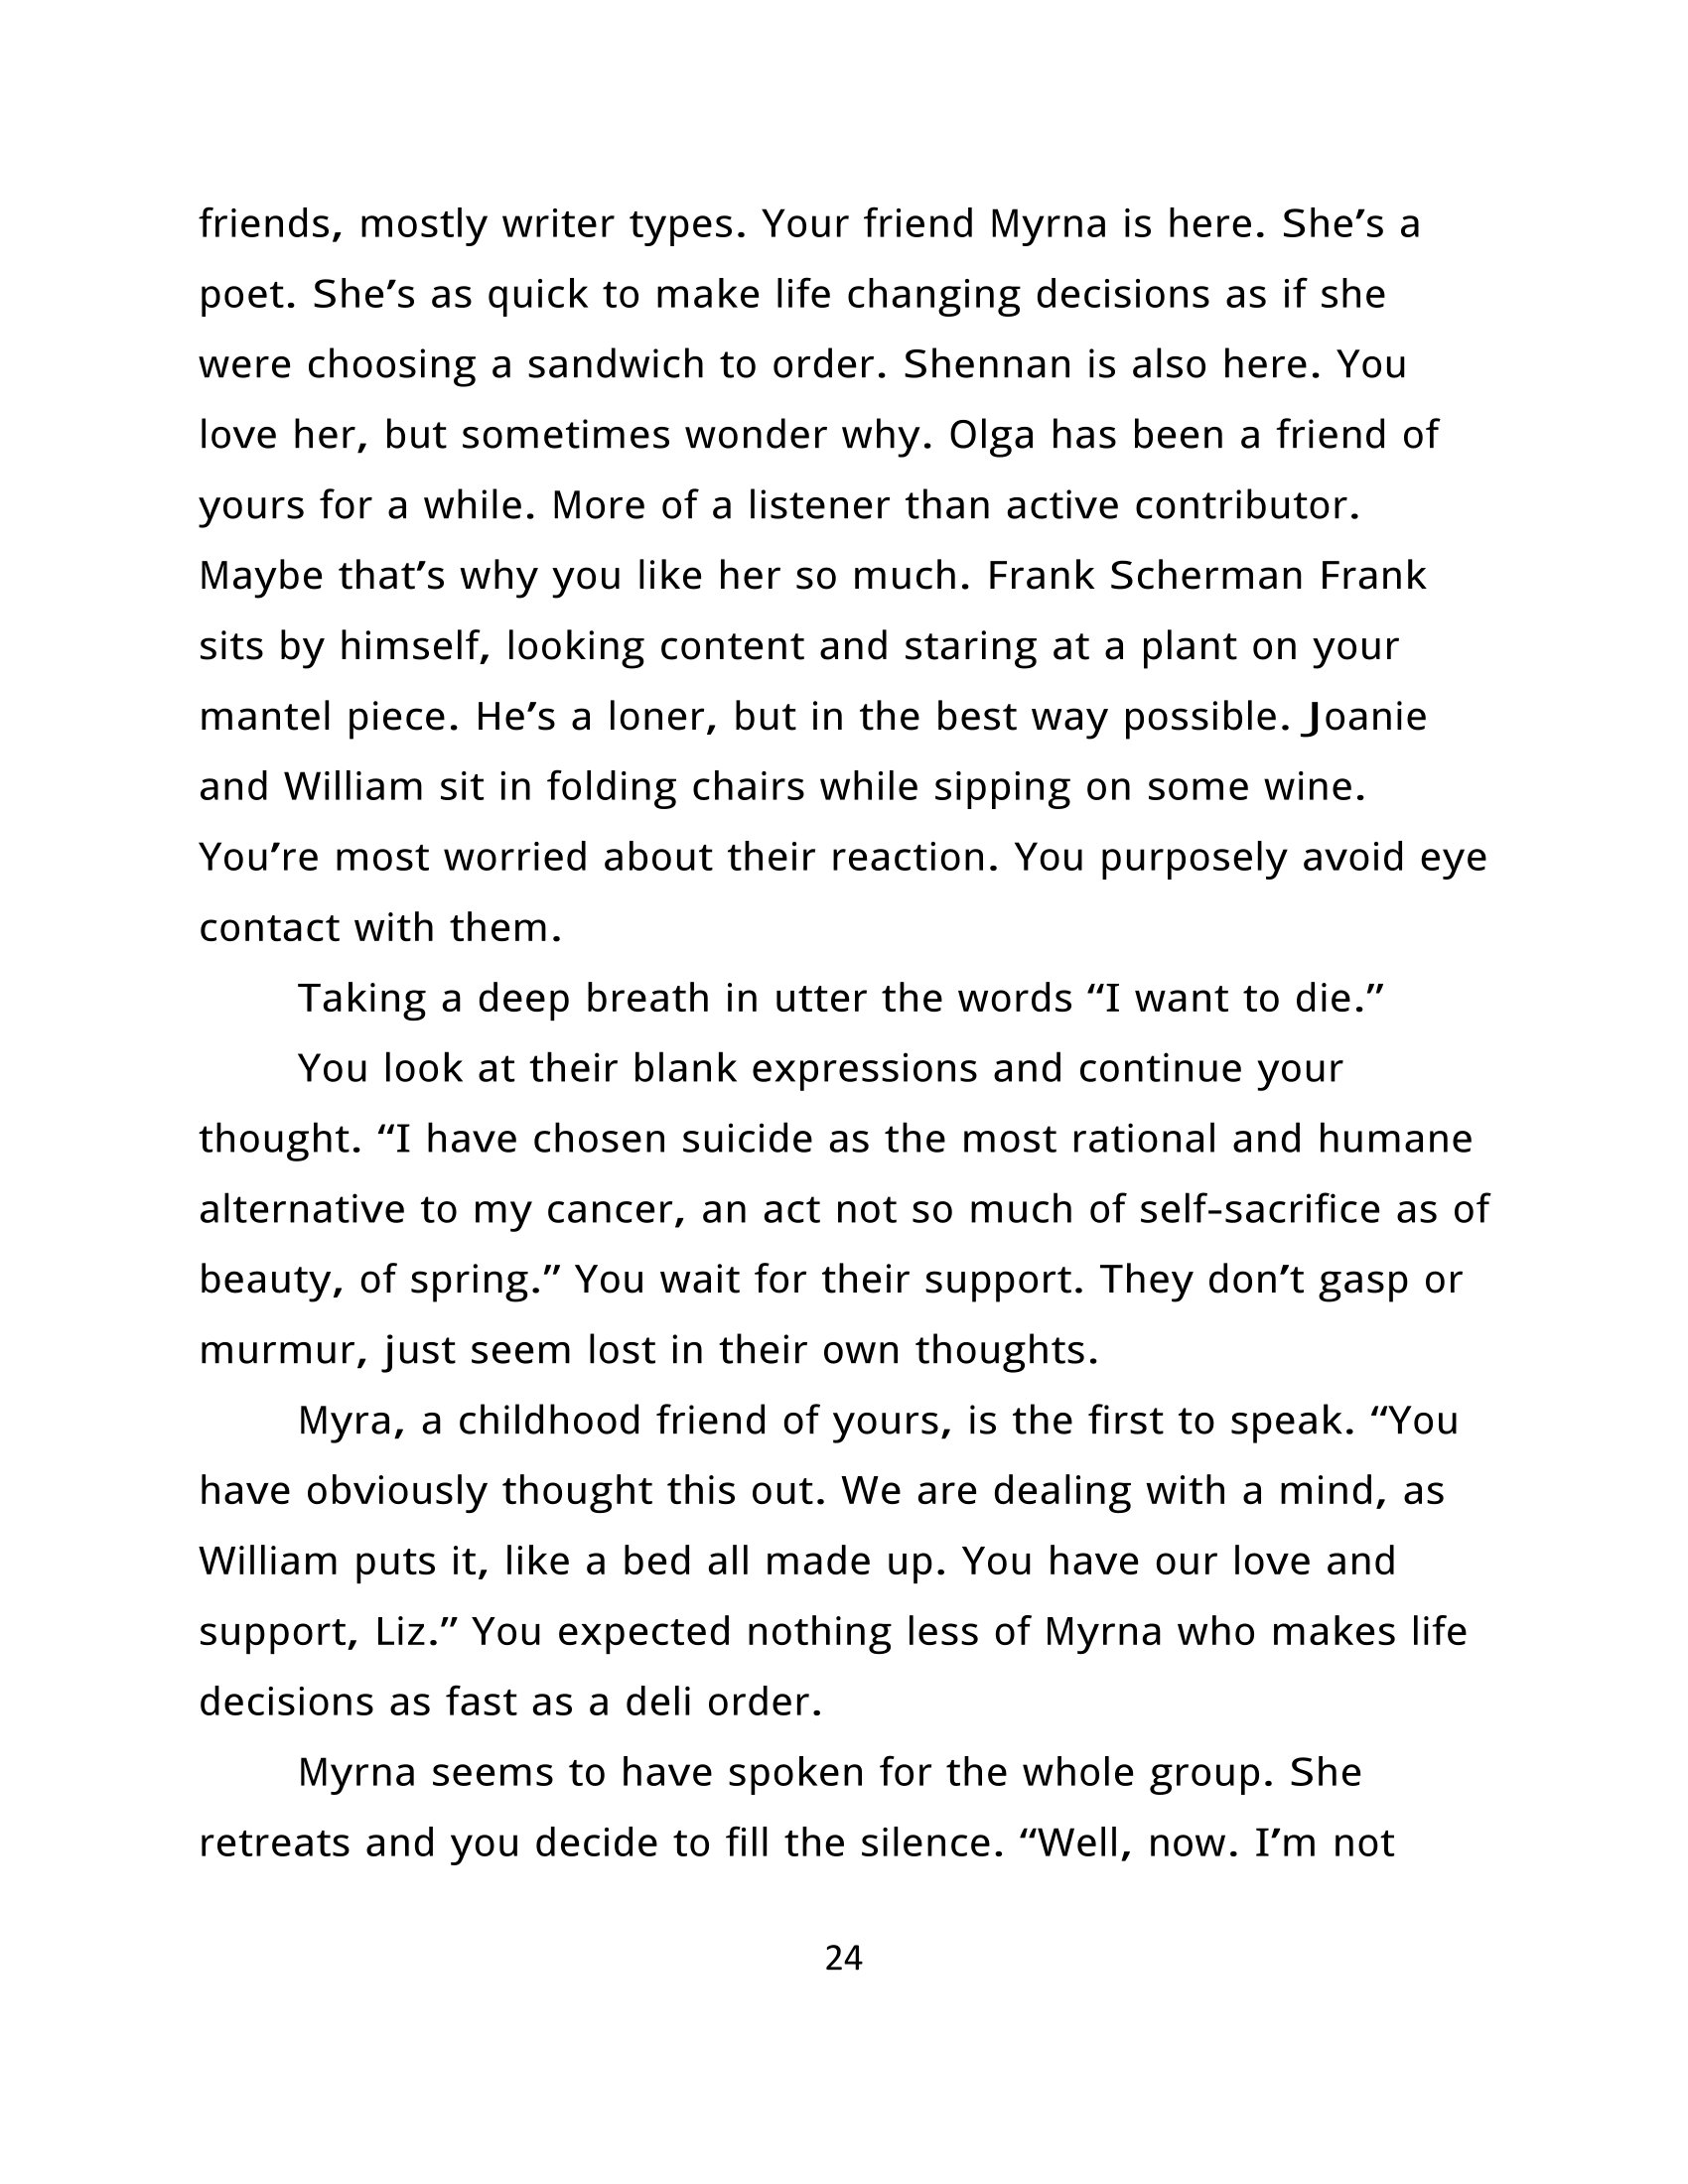 friends, mostly writer types. Your friend Myrna is here. She’s a
poet. She’s as quick to make life changing decisions as if she
were choosing a sandwich to order. Shennan is also here. You
love her, but sometimes wonder why. Olga has been a friend of
yours for a while. More of a listener than active contributor.
Maybe that’s why you like her so much. Frank Scherman Frank
sits by himself, looking content and staring at a plant on your
mantel piece. He’s a loner, but in the best way possible. Joanie
and William sit in folding chairs while sipping on some wine.
You’re most worried about their reaction. You purposely avoid eye
contact with them.
Taking a deep breath in utter the words “I want to die.”
You look at their blank expressions and continue your
thought. “I have chosen suicide as the most rational and humane
alternative to my cancer, an act not so much of self-sacrifice as of
beauty, of spring.” You wait for their support. They don’t gasp or
murmur, just seem lost in their own thoughts.
Myra, a childhood friend of yours, is the first to speak. “You
have obviously thought this out. We are dealing with a mind, as
William puts it, like a bed all made up. You have our love and
support, Liz.” You expected nothing less of Myrna who makes life
decisions as fast as a deli order.
Myrna seems to have spoken for the whole group. She
retreats and you decide to fill the silence. “Well, now. I’m not
24